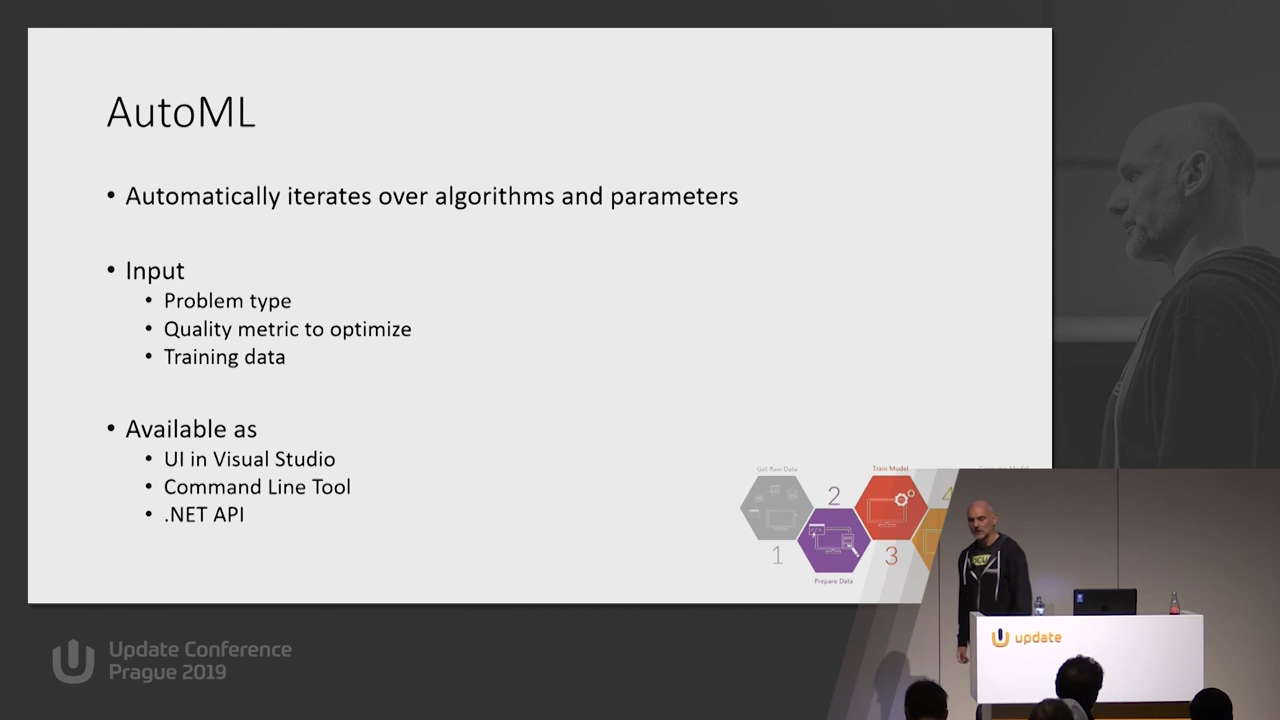 AutoML
• Automatically iterates over algorithms and parameters
• Input
• Problem type
• Quality metric to optimize
• Training data
• Available as
• UI in Visual Studio
• Command Line Tool
• .NET API
Get Raw Data
Train Model
2
4
1
3
Prepare Data
update
Update Conference
Prague 2019